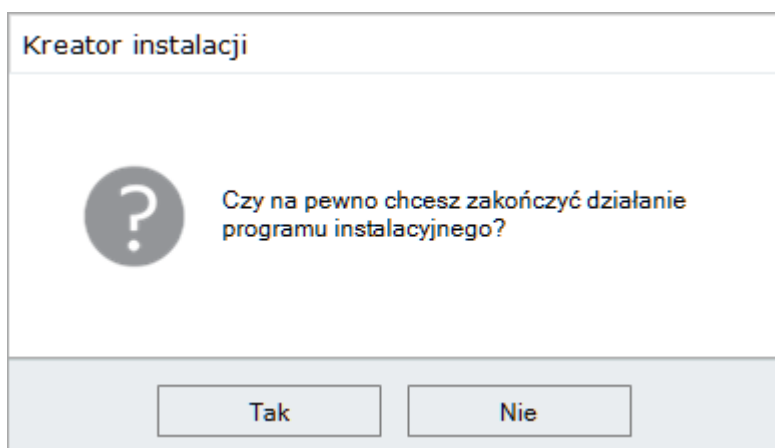 Kreator instalacji
?
Czy na pewno chcesz zakończyć działanie
programu instalacyjnego?
Tak Nie